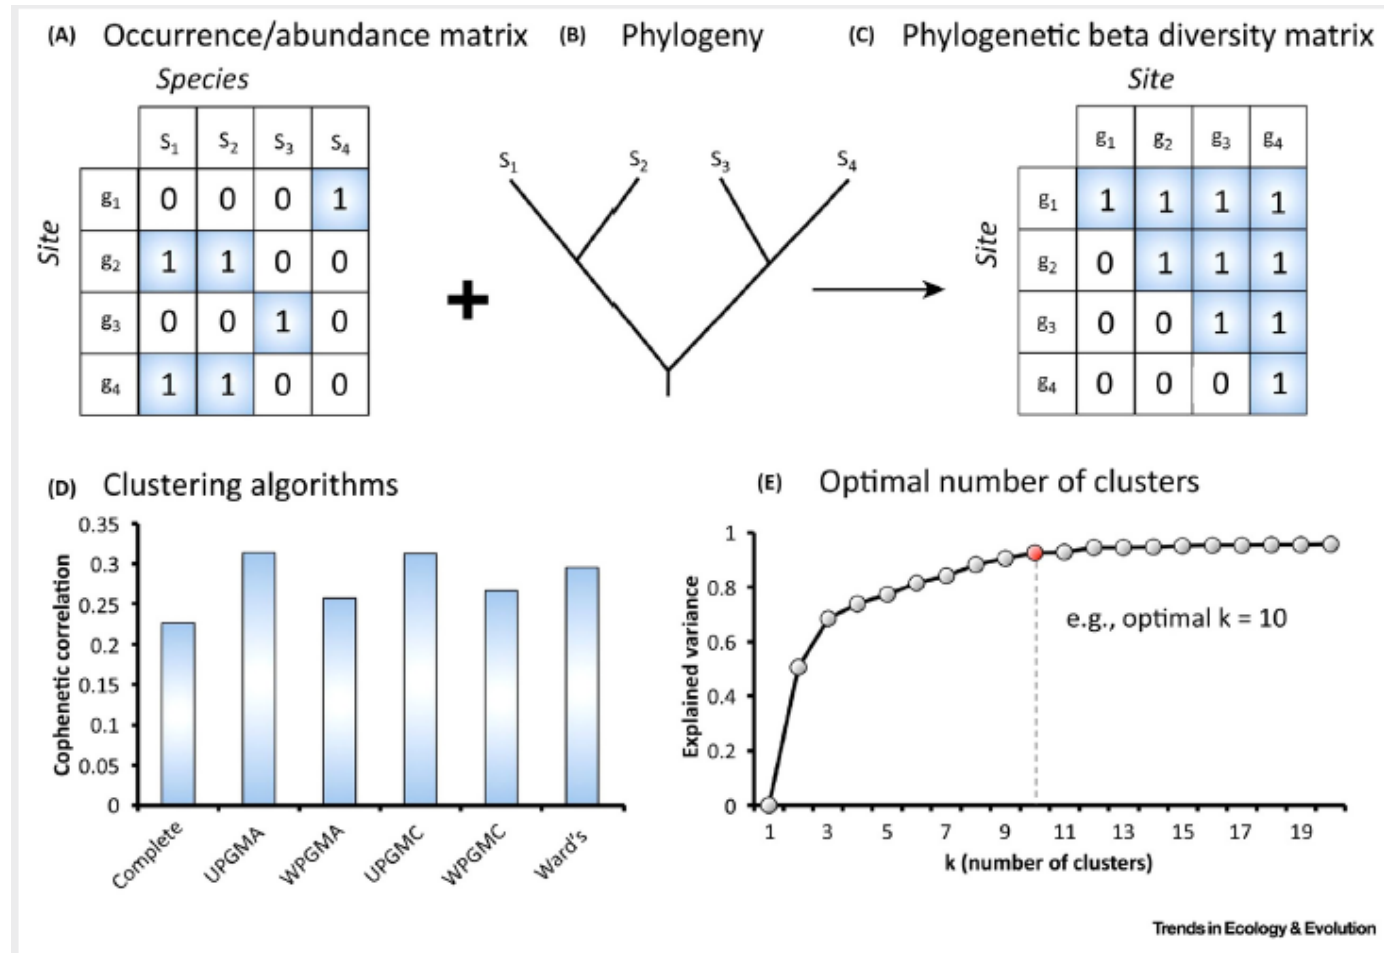 (A) Occurrence/abundance matrix
Species
S1 S2 S3 S4
Site
g1 0 0 0 1
g2 1 1 0 0
g3 0 0 1 0
g4 1 1 0 0
+
(B) Phylogeny
S1 S2 S3 S4
(C) Phylogenetic beta diversity matrix
Site
g1 g2 g3 g4
Site
g1 1 1 1 1
g2 0 1 1 1
g3 0 0 1 1
g4 0 0 0 1
(D) Clustering algorithms
Cophenetic correlation
0.35
0.3
0.25
0.2
0.15
0.1
0.05
0
Complete UPGMA WPGMA UPGMC WPGMC Ward's
(E) Optimal number of clusters
Explained variance
1
0.8
0.6
0.4
0.2
0
e.g., optimal k = 10
1 3 5 7 9 11 13 15 17 19
k (number of clusters)
Trends in Ecology & Evolution